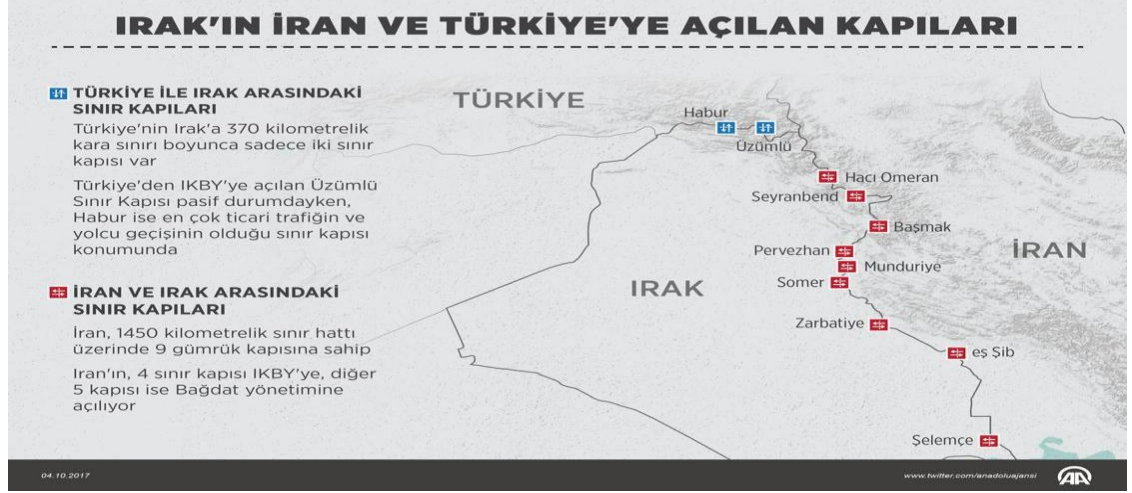 IRAK'IN İRAN VE TÜRKİYE'YE AÇILAN KAPILARI
TÜRKİYE İLE IRAK ARASINDAKİ
SINIR KAPILARI
Türkiye'nin Irak'a 370 kilometrelik
kara sınırı boyunca sadece iki sınır
kapısı var
Türkiye'den IKBY'ye açılan Üzümlü
Sınır Kapısı pasif durumdayken,
Habur ise en çok ticari trafiğin ve
yolcu geçişinin olduğu sınır kapısı
konumunda
İRAN VE IRAK ARASINDAKİ
SINIR KAPILARI
İran, 1450 kilometrelik sınır hattı
üzerinde 9 gümrük kapısına sahip
Iran'ın, 4 sınır kapısı IKBY'ye, diğer
5 kapısı ise Bağdat yönetimine
açılıyor
TÜRKİYE
Habur
Üzümlü
Hacı Omeran
Seyranbend
Başmak
Pervezhan
İRAN
Munduriye
IRAK
Somer
Zarbatiye
eş Şib
Şelemçe
04.10.2017
www.twitter.com/anadoluajansi
AA